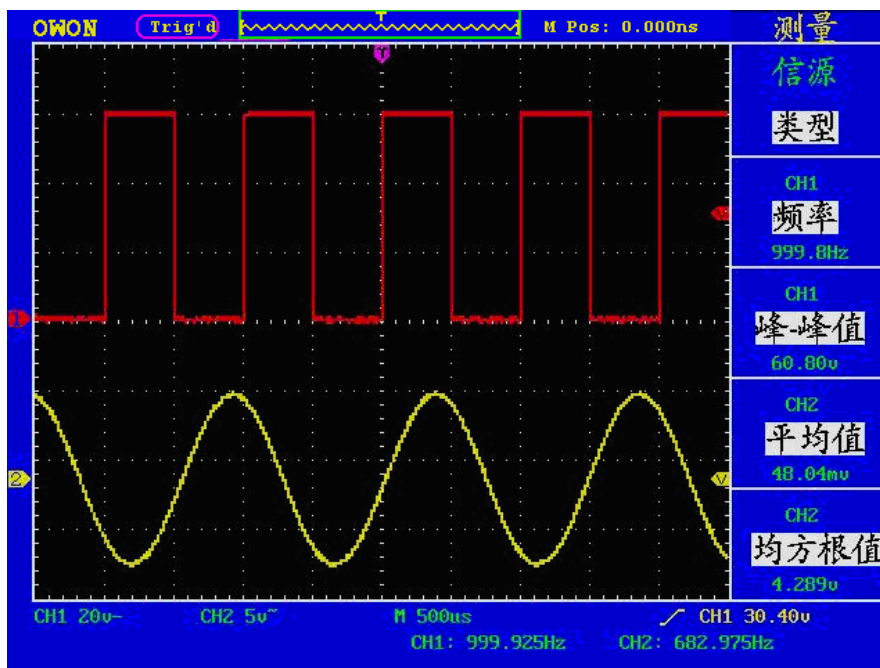 OWON Trig'd T M Pos: 0.000ns
测量
T
信源
类型
CH1
频率
999.8Hz
1
CH1
峰-峰值
60.80v
CH2
平均值
48.04mv
2
CH2
均方根值
4.289v
CH1 20v- CH2 5v~ M 500us CH1 30.40v
CH1: 999.925Hz CH2: 682.975Hz